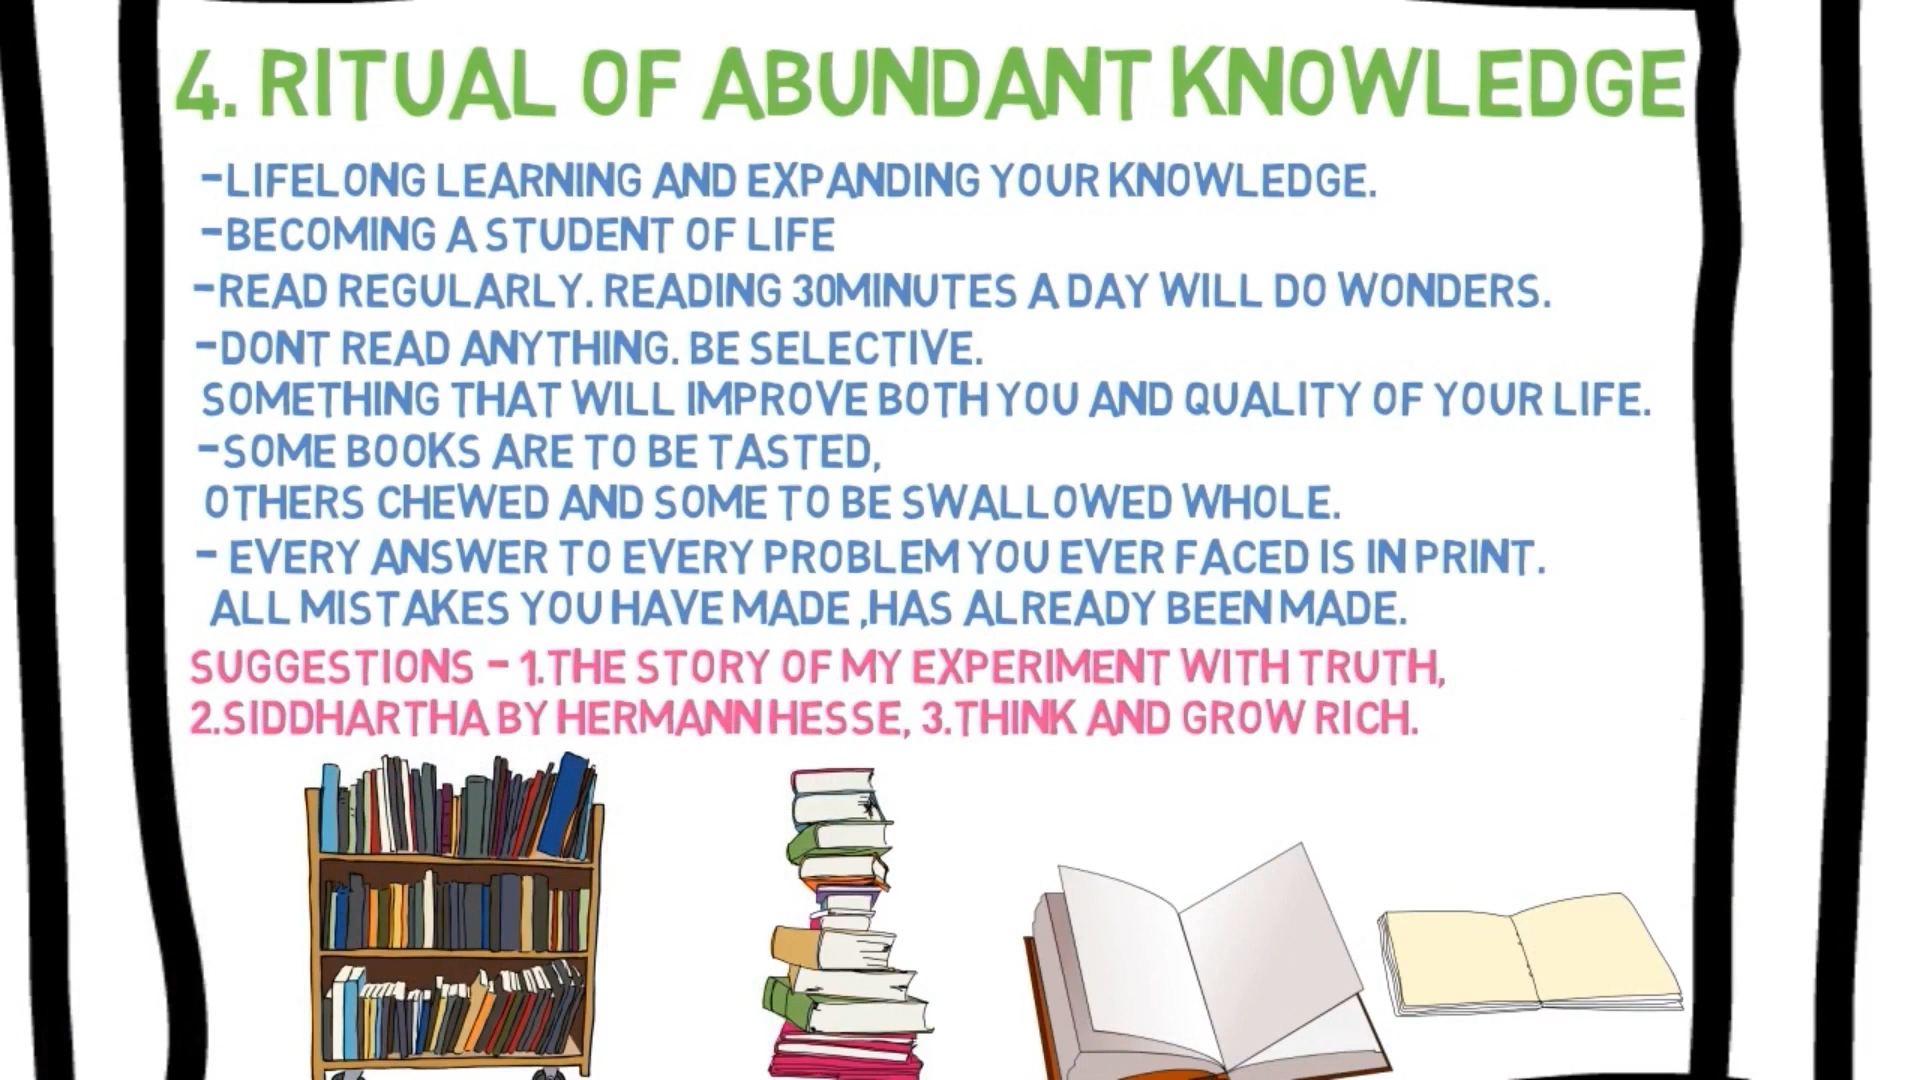 4. RITUAL OF ABUNDANT KNOWLEDGE
-LIFELONG LEARNING AND EXPANDING YOUR KNOWLEDGE.
-BECOMING A STUDENT OF LIFE
-READ REGULARLY. READING 30MINUTES A DAY WILL DO WONDERS.
-DONT READ ANYTHING. BE SELECTIVE.
SOMETHING THAT WILL IMPROVE BOTH YOU AND QUALITY OF YOUR LIFE.
-SOME BOOKS ARE TO BE TASTED,
OTHERS CHEWED AND SOME TO BE SWALLOWED WHOLE.
- EVERY ANSWER TO EVERY PROBLEM YOU EVER FACED IS IN PRINT.
ALL MISTAKES YOU HAVE MADE ,HAS ALREADY BEEN MADE.
SUGGESTIONS - 1.THE STORY OF MY EXPERIMENT WITH TRUTH,
2.SIDDHARTHA BY HERMANN HESSE, 3.THINK AND GROW RICH.